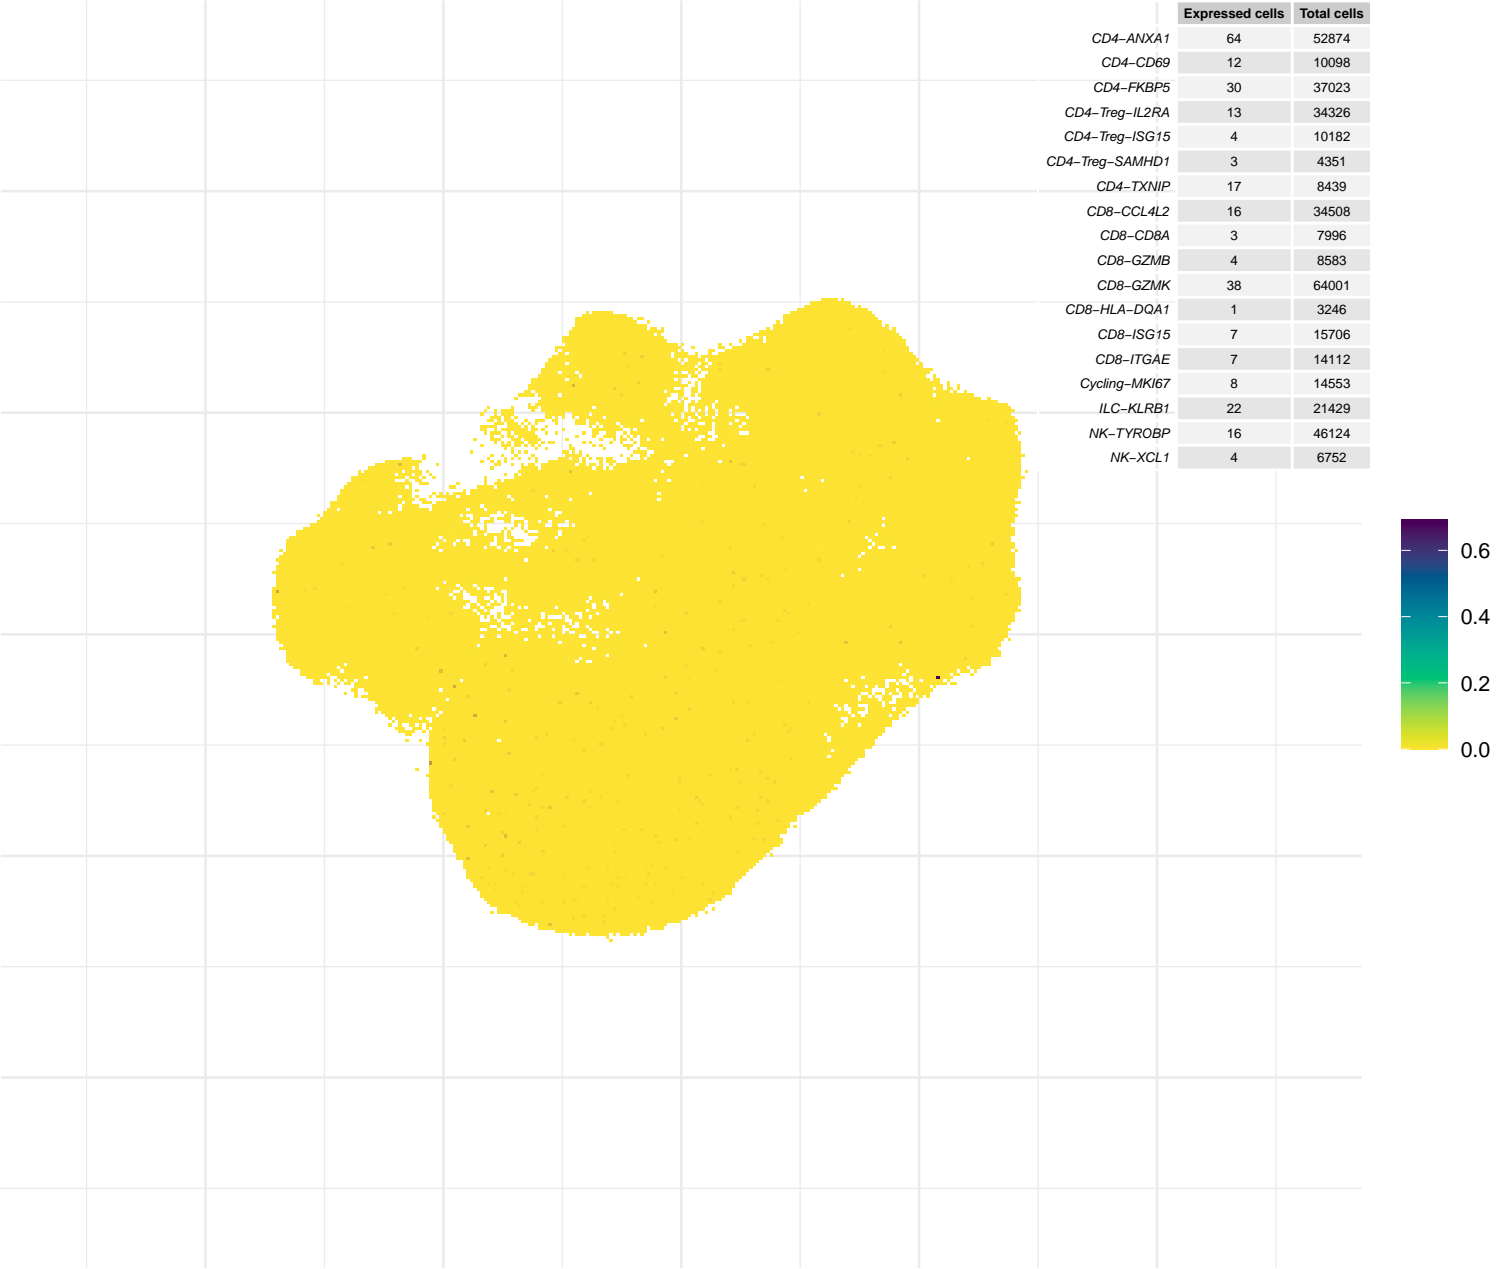 Expressed cells Total cells
CD4−ANXA1 64 52874
CD4−CD69 12 10098
CD4−FKBP5 30 37023
CD4−Treg−IL2RA 13 34326
CD4−Treg−ISG15 4 10182
CD4−Treg−SAMHD1 3 4351
CD4−TXNIP 17 8439
CD8−CCL4L2 16 34508
CD8−CD8A 3 7996
CD8−GZMB 4 8583
CD8−GZMK 38 64001
CD8−HLA−DQA1 1 3246
CD8−ISG15 7 15706
CD8−ITGAE 7 14112
Cycling−MKI67 8 14553
ILC−KLRB1 22 21429
NK−TYROBP 16 46124
NK−XCL1 4 6752
0.6
0.4
0.2
0.0